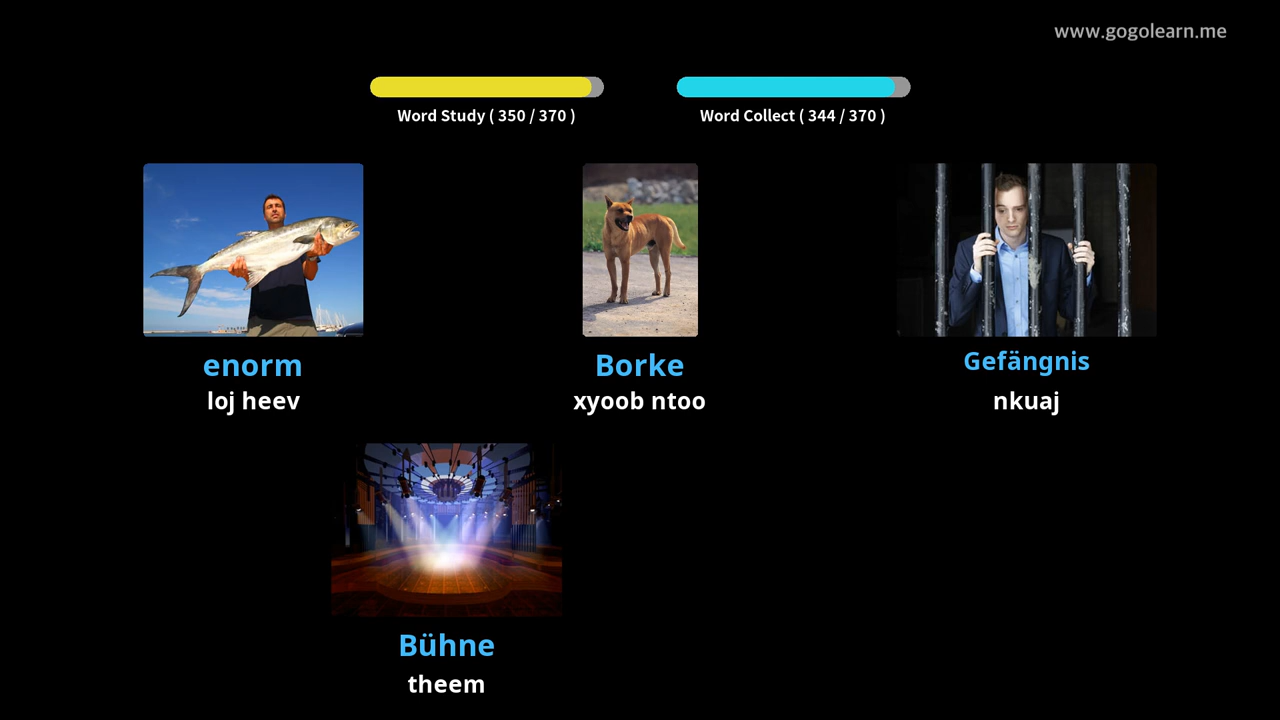 www.gogolearn.me
Word Study ( 350 / 370 )
Word Collect ( 344 / 370 )
enorm
loj heev
Borke
xyoob ntoo
Gefängnis
nkuaj
Bühne
theem